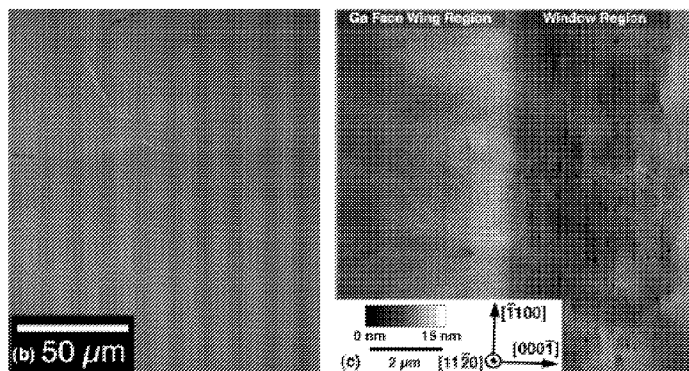 Ga Face Wing Region
Window Region
(b) 50 µm
0 nm
15 nm
[1̄100]
(c)
2 µm
[112̄0]
[0001̄]